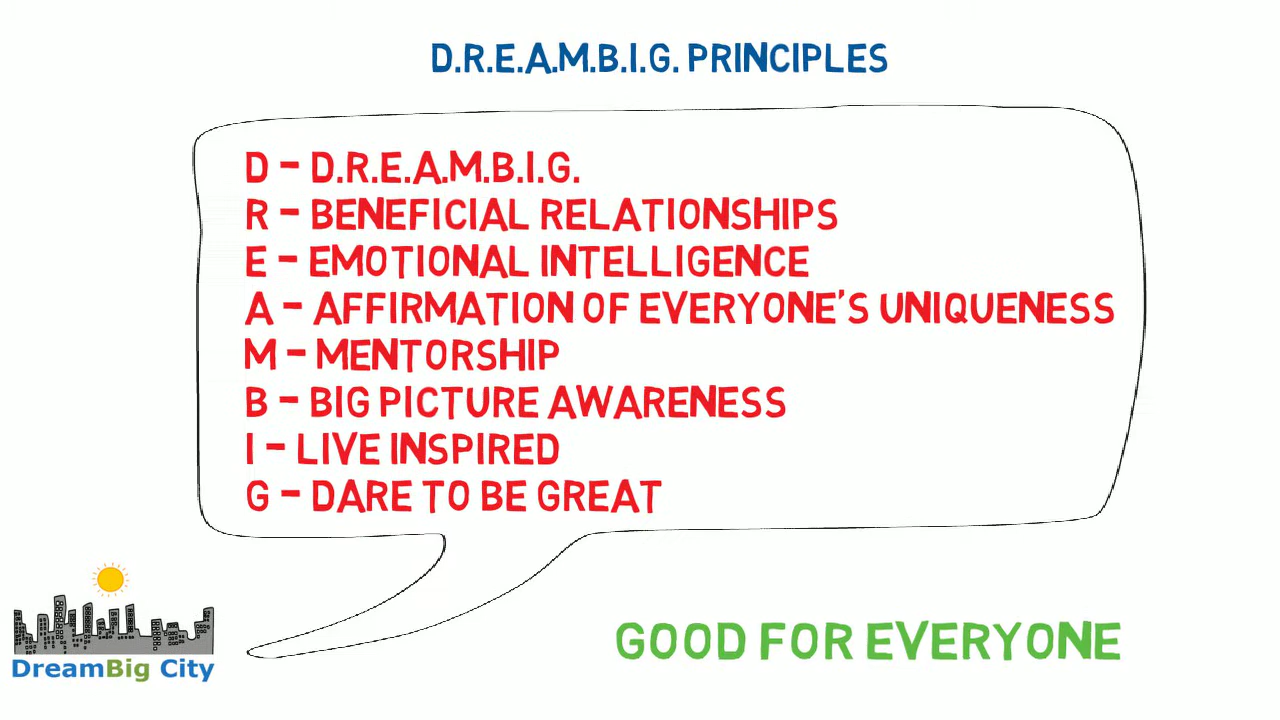 D.R.E.A.M.B.I.G. PRINCIPLES
D – D.R.E.A.M.B.I.G.
R – BENEFICIAL RELATIONSHIPS
E – EMOTIONAL INTELLIGENCE
A – AFFIRMATION OF EVERYONE'S UNIQUENESS
M – MENTORSHIP
B – BIG PICTURE AWARENESS
I – LIVE INSPIRED
G – DARE TO BE GREAT
GOOD FOR EVERYONE
DreamBig City